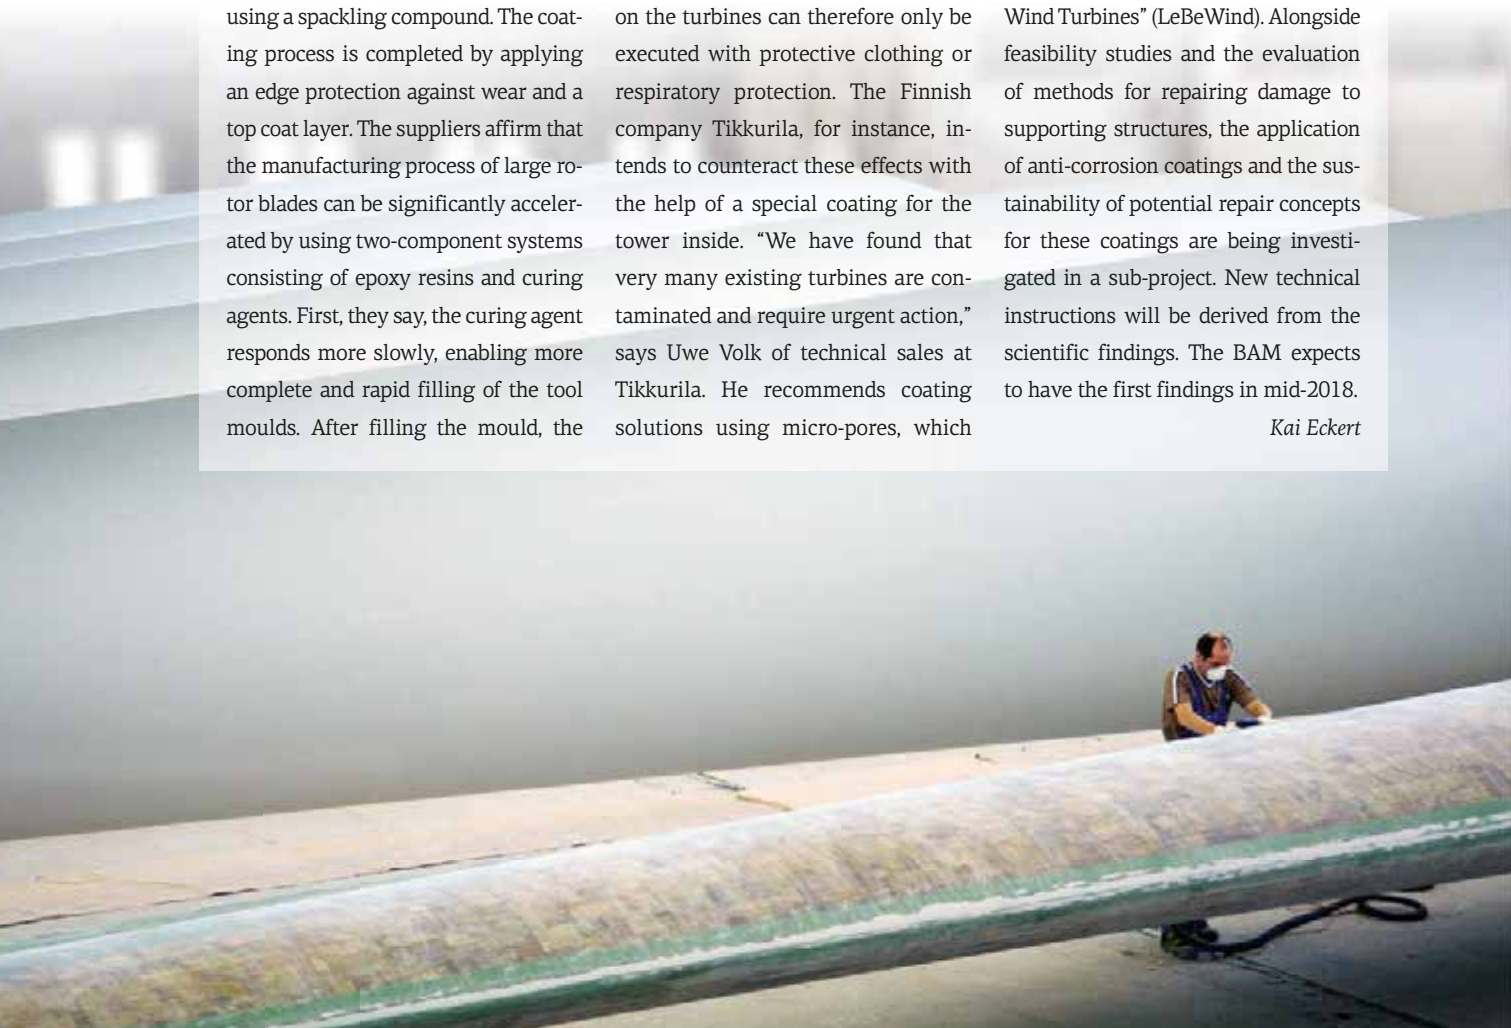 using a spackling compound. The coat-
ing process is completed by applying
an edge protection against wear and a
top coat layer. The suppliers affirm that
the manufacturing process of large ro-
tor blades can be significantly acceler-
ated by using two-component systems
consisting of epoxy resins and curing
agents. First, they say, the curing agent
responds more slowly, enabling more
complete and rapid filling of the tool
moulds. After filling the mould, the
on the turbines can therefore only be
executed with protective clothing or
respiratory protection. The Finnish
company Tikkurila, for instance, in-
tends to counteract these effects with
the help of a special coating for the
tower inside. “We have found that
very many existing turbines are con-
taminated and require urgent action,”
says Uwe Volk of technical sales at
Tikkurila. He recommends coating
solutions using micro-pores, which
Wind Turbines” (LeBeWind). Alongside
feasibility studies and the evaluation
of methods for repairing damage to
supporting structures, the application
of anti-corrosion coatings and the sus-
tainability of potential repair concepts
for these coatings are being investi-
gated in a sub-project. New technical
instructions will be derived from the
scientific findings. The BAM expects
to have the first findings in mid-2018.
Kai Eckert